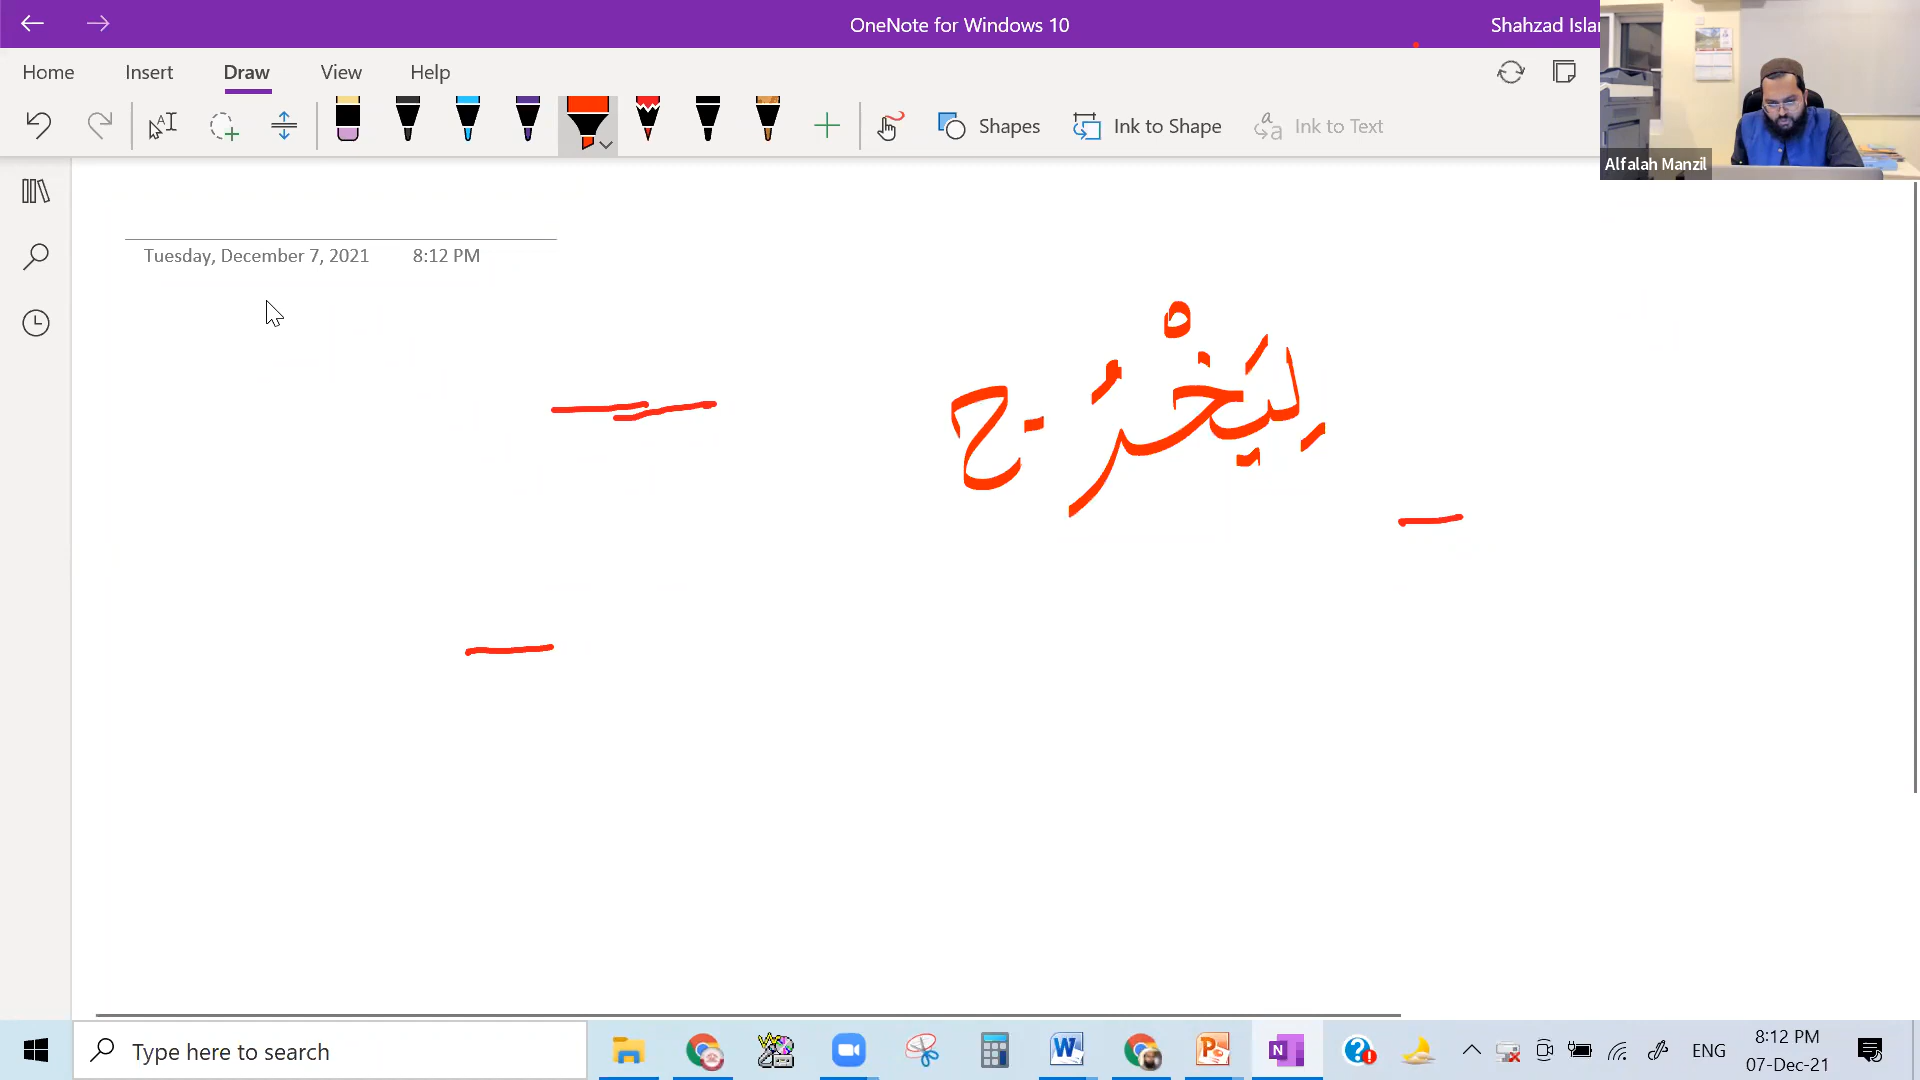 OneNote for Windows 10
Shahzad Isla
Home Insert Draw View Help
Shapes Ink to Shape Ink to Text
Alfalah Manzil
Tuesday, December 7, 2021 8:12 PM
لِيَخْرُج
Type here to search
ENG
8:12 PM
07-Dec-21